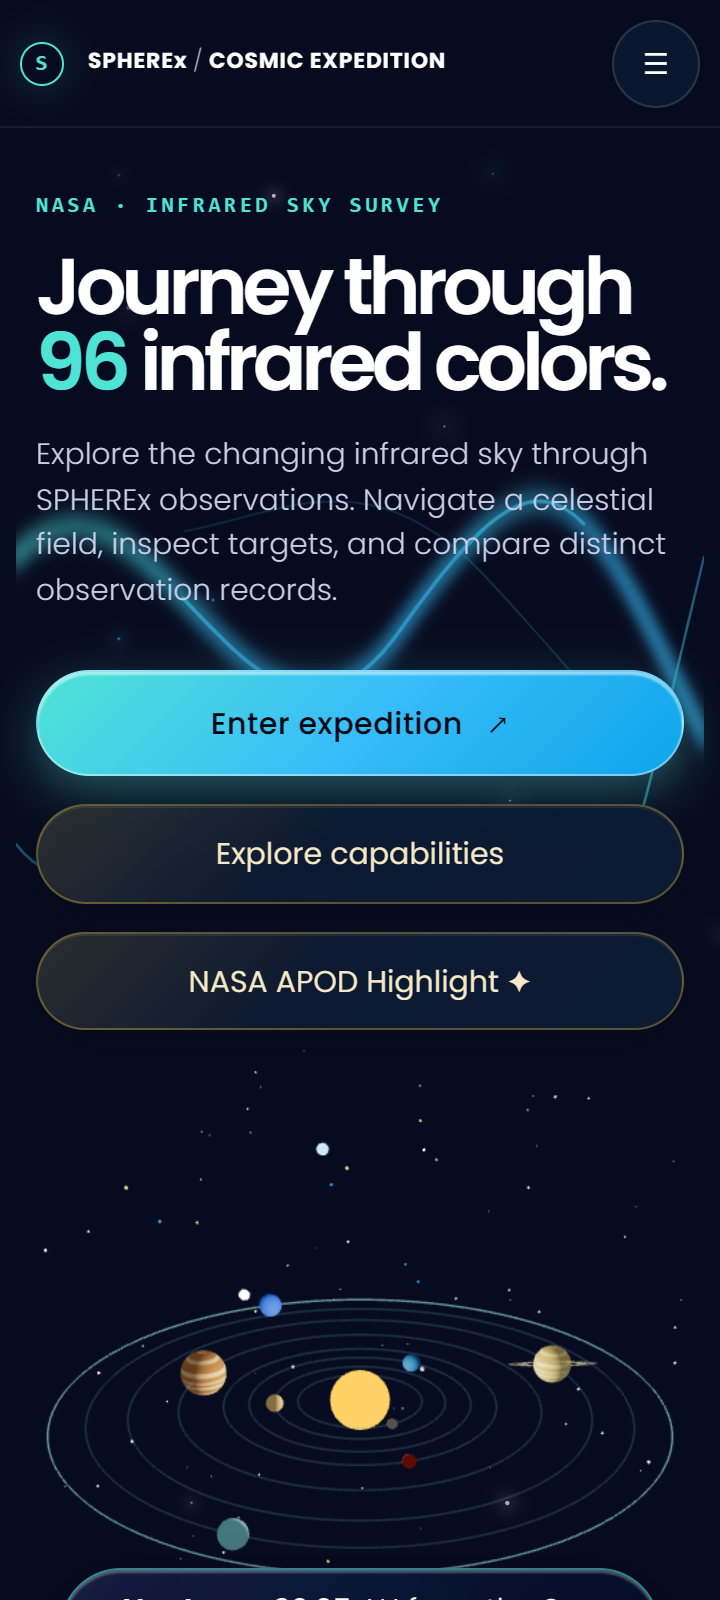 S SPHEREx / COSMIC EXPEDITION ☰
NASA · INFRARED SKY SURVEY
Journey through
96 infrared colors.
Explore the changing infrared sky through
SPHEREx observations. Navigate a celestial
field, inspect targets, and compare distinct
observation records.
Enter expedition ↗
Explore capabilities
NASA APOD Highlight ✦